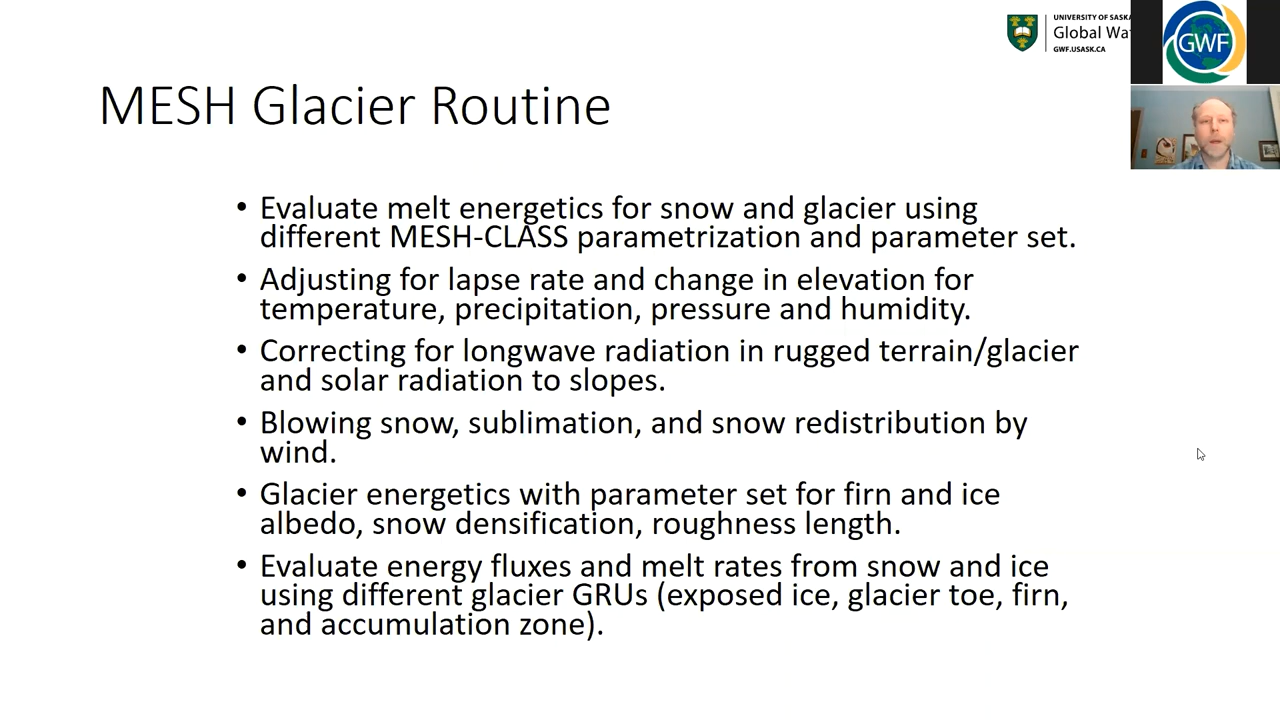 UNIVERSITY OF
Global
GWF.USASK.CA
GWF
MESH Glacier Routine
• Evaluate melt energetics for snow and glacier using
different MESH-CLASS parametrization and parameter set.
• Adjusting for lapse rate and change in elevation for
temperature, precipitation, pressure and humidity.
• Correcting for longwave radiation in rugged terrain/glacier
and solar radiation to slopes.
• Blowing snow, sublimation, and snow redistribution by
wind.
• Glacier energetics with parameter set for firn and ice
albedo, snow densification, roughness length.
• Evaluate energy fluxes and melt rates from snow and ice
using different glacier GRUs (exposed ice, glacier toe, firn,
and accumulation zone).